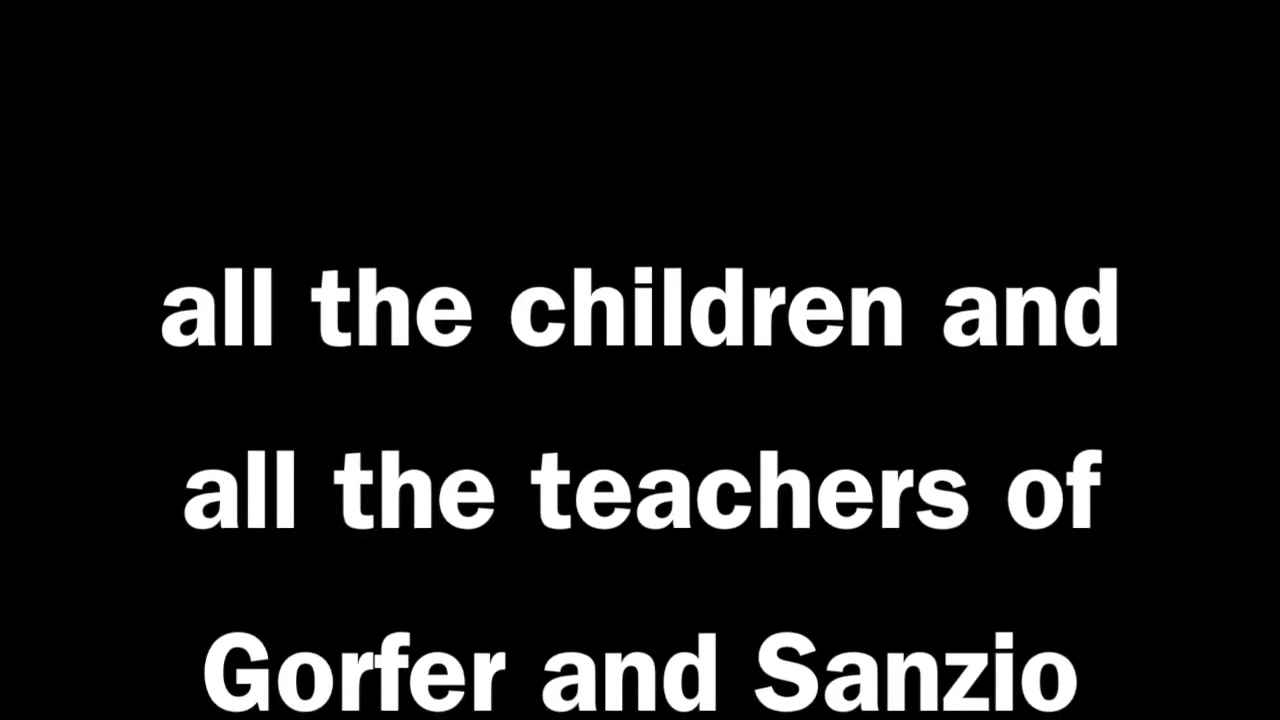 all the children and
all the teachers of
Gorfer and Sanzio